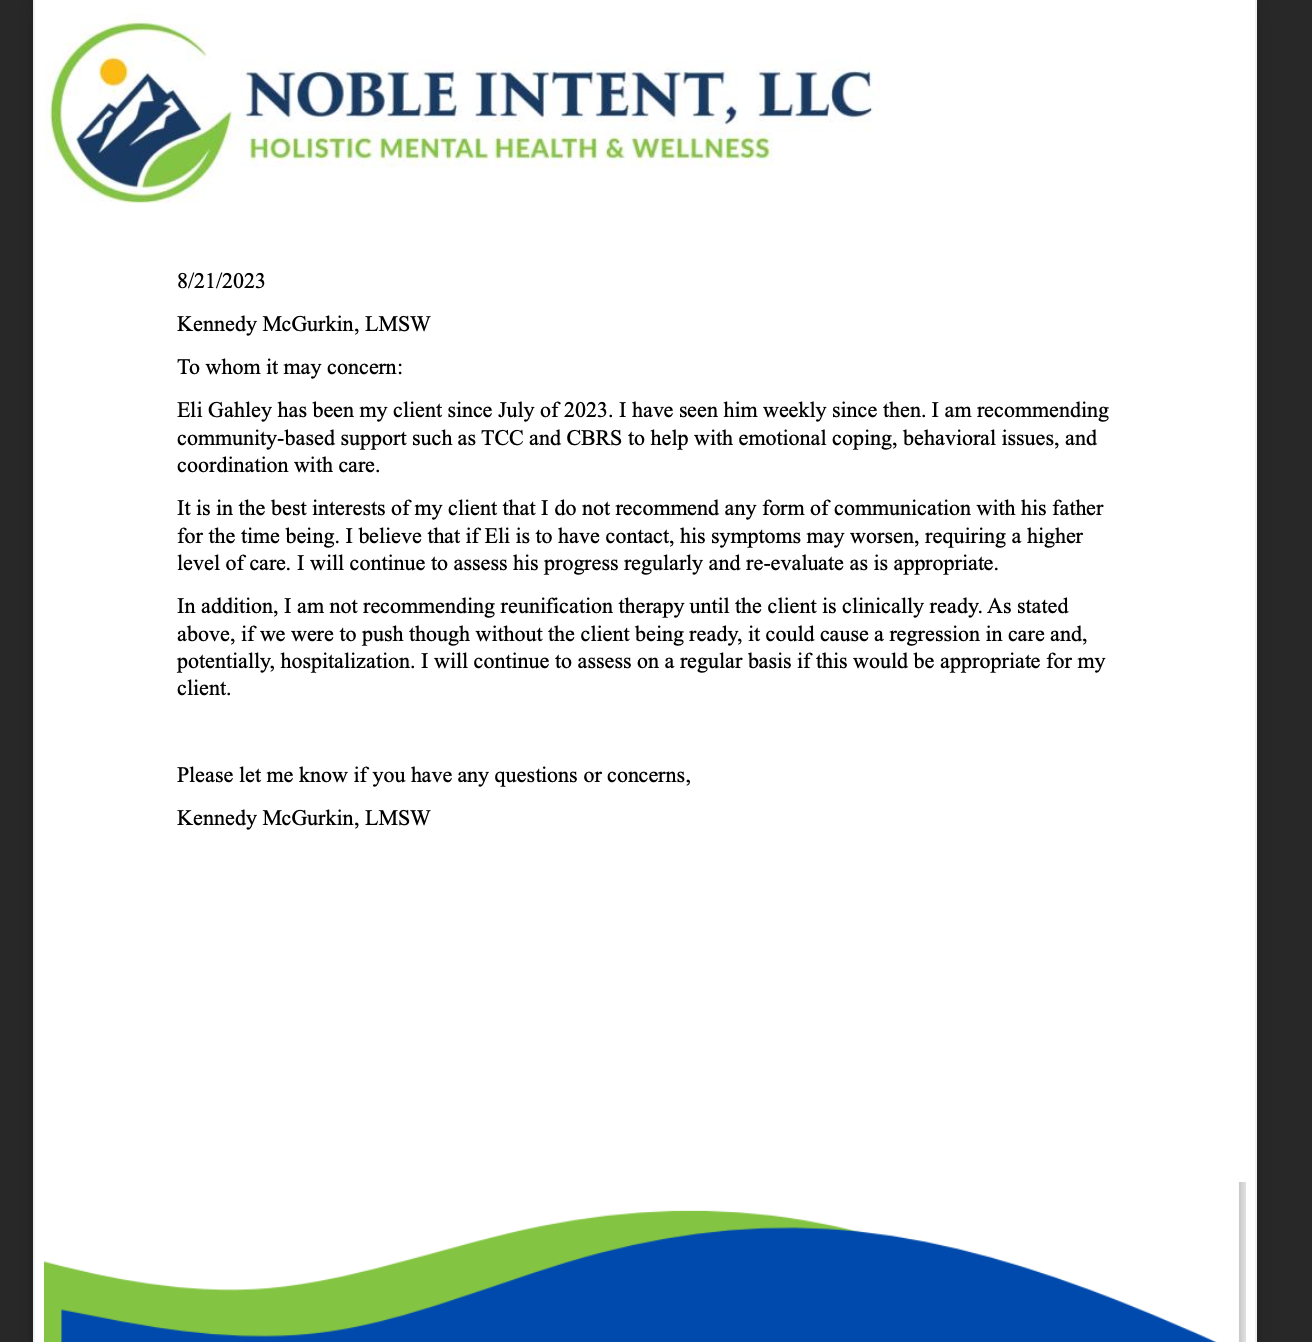 NOBLE INTENT, LLC
HOLISTIC MENTAL HEALTH & WELLNESS
8/21/2023
Kennedy McGurkin, LMSW
To whom it may concern:
Eli Gahley has been my client since July of 2023. I have seen him weekly since then. I am recommending
community-based support such as TCC and CBRS to help with emotional coping, behavioral issues, and
coordination with care.
It is in the best interests of my client that I do not recommend any form of communication with his father
for the time being. I believe that if Eli is to have contact, his symptoms may worsen, requiring a higher
level of care. I will continue to assess his progress regularly and re-evaluate as is appropriate.
In addition, I am not recommending reunification therapy until the client is clinically ready. As stated
above, if we were to push though without the client being ready, it could cause a regression in care and,
potentially, hospitalization. I will continue to assess on a regular basis if this would be appropriate for my
client.
Please let me know if you have any questions or concerns,
Kennedy McGurkin, LMSW